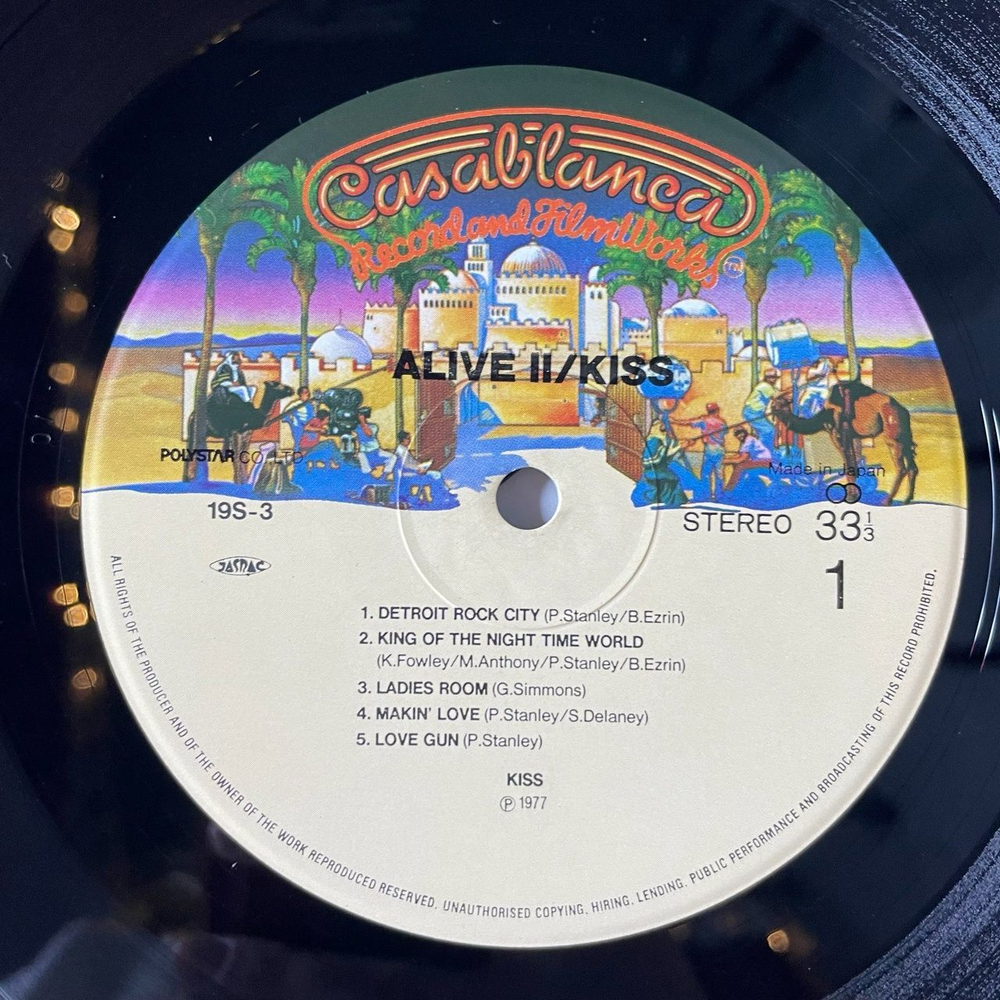 Casablanca
Record and FilmWorks TM
ALIVE II/KISS
POLYSTAR CO., LTD.
Made in Japan
19S-3
STEREO 33 1/3
JASRAC
1
1. DETROIT ROCK CITY (P.Stanley/B.Ezrin)
2. KING OF THE NIGHT TIME WORLD
(K.Fowley/M.Anthony/P.Stanley/B.Ezrin)
3. LADIES ROOM (G.Simmons)
4. MAKIN' LOVE (P.Stanley/S.Delaney)
5. LOVE GUN (P.Stanley)
KISS
Ⓟ 1977
ALL RIGHTS OF THE PRODUCER AND OF THE OWNER OF THE WORK REPRODUCED RESERVED. UNAUTHORISED COPYING, HIRING, LENDING, PUBLIC PERFORMANCE AND BROADCASTING OF THIS RECORD PROHIBITED.